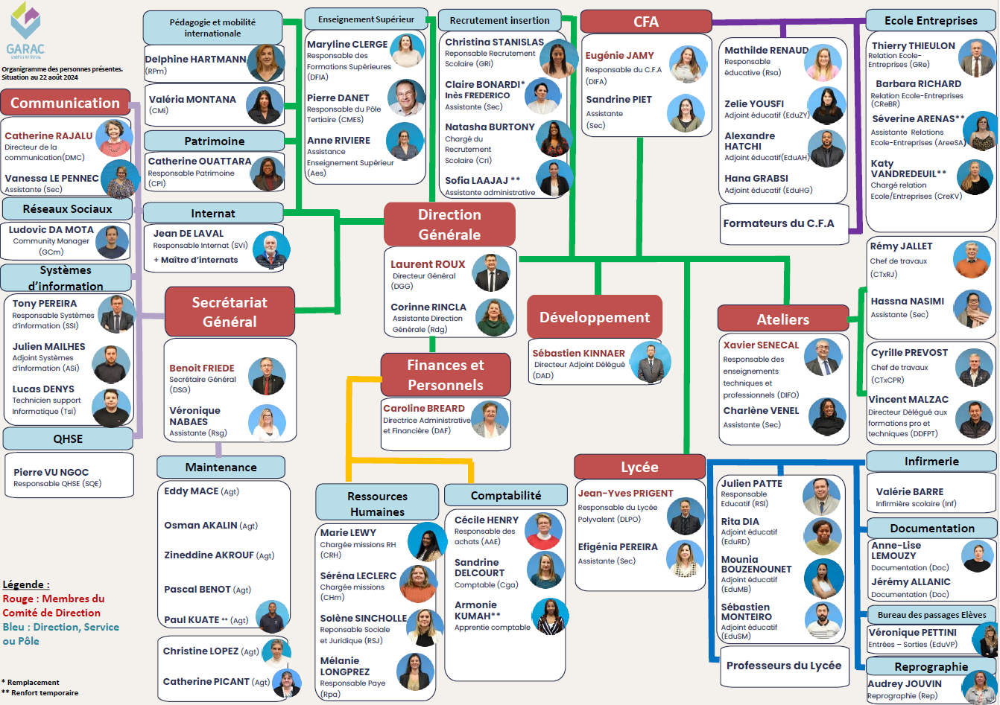 GARAC
CAMPUS NATIONAL
Organigramme des personnes présentes.
Situation au 22 août 2024
Communication
Catherine RAJALU
Directeur de la
communication(DMC)
Vanessa LE PENNEC
Assistante (Sec)
Réseaux Sociaux
Ludovic DA MOTA
Community Manager
(GCm)
Systèmes
d'information
Tony PEREIRA
Responsable Systèmes
d'information (SSI)
Julien MAILHES
Adjoint Systèmes
d'information (ASi)
Lucas DENYS
Technicien support
Informatique (Tsi)
QHSE
Pierre VU NGOC
Responsable QHSE (SQE)
Légende :
Rouge : Membres du
Comité de Direction
Bleu : Direction, Service
ou Pôle
* Remplacement
** Renfort temporaire
Pédagogie et mobilité
internationale
Delphine HARTMANN
(RPm)
Valéria MONTANA
(CMi)
Patrimoine
Catherine OUATTARA
Responsable Patrimoine
(CPI)
Internat
Jean DE LAVAL
Responsable Internat (SVi)
+ Maître d'internats
Secrétariat
Général
Benoit FRIEDE
Secrétaire Général
(DSG)
Véronique
NABAES
Assistante (Rsg)
Maintenance
Eddy MACE (Agt)
Osman AKALIN (Agt)
Zineddine AKROUF (Agt)
Pascal BENOT (Agt)
Paul KUATE ** (Agt)
Christine LOPEZ (Agt)
Catherine PICANT (Agt)
Enseignement Supérieur
Maryline CLERGE
Responsable des
Formations Supérieures
(DFIA)
Pierre DANET
Responsable du Pôle
Tertiaire (CMES)
Anne RIVIERE
Assistance
Enseignement Supérieur
(Aes)
Recrutement insertion
Christina STANISLAS
Reponsable Recrutement
Scolaire (GRi)
Claire BONARDI*
Inès FREDERICO
Assistante (Sec)
Natasha BURTONY
Chargé du
Recrutement
Scolaire (Cri)
Sofia LAAJAJ **
Assistante administrative
Direction
Générale
Laurent ROUX
Directeur Général
(DGG)
Corinne RINCLA
Assistante Direction
Générale (Rdg)
Finances et
Personnels
Caroline BREARD
Directrice Administrative
et Financière (DAF)
Ressources
Humaines
Marie LEWY
Chargée missions RH
(CRH)
Séréna LECLERC
Chargée missions
(CHm)
Solène SINCHOLLE
Reponsable Sociale
et Juridique (RSJ)
Mélanie
LONGPREZ
Responsable Paye
(Rpa)
Comptabilité
Cécile HENRY
Responsable des
achats (AAE)
Sandrine
DELCOURT
Comptable (Cga)
Armonie
KUMAH**
Apprentie comptable
CFA
Eugénie JAMY
Responsable du C.F.A
(DIFA)
Sandrine PIET
Assistante
(Sec)
Développement
Sébastien KINNAER
Directeur Adjoint Délégué
(DAD)
Lycée
Jean-Yves PRIGENT
Responsable du Lycée
Polyvalent (DLPO)
Efigénia PEREIRA
Assistante (Sec)
Mathilde RENAUD
Responsable
éducative (Rsa)
Zelie YOUSFI
Adjoint éducatif (EduZY)
Alexandre
HATCHI
Adjoint éducatif(EduAH)
Hana GRABSI
Adjoint éducatif (EduHG)
Formateurs du C.F.A
Ateliers
Xavier SENECAL
Responsable des
enseignements
techniques et
professionnels (DIFO)
Charlène VENEL
Assistante (Sec)
Julien PATTE
Responsable
Educatif (RSI)
Rita DIA
Adjoint éducatif
(EduRD)
Mounia
BOUZENOUNET
Adjoint éducatif
(EduMB)
Sébastien
MONTEIRO
Adjoint éducatif
(EduSM)
Professeurs du Lycée
Ecole Entreprises
Thierry THIEULON
Relation Ecole-
Entreprises (GRe)
Barbara RICHARD
Relation Ecole-Entreprises
(CReBR)
Séverine ARENAS**
Assistante Relations
Ecole-Entreprises (AreeSA)
Katy
VANDREDEUIL**
Chargé relation
Ecole/Entreprises (CreKV)
Rémy JALLET
Chef de travaux
(CTxRJ)
Hassna NASIMI
Assistante (Sec)
Cyrille PREVOST
Chef de travaux
(CTxCPR)
Vincent MALZAC
Directeur Délégué aux
formations pro et
techniques (DDFPT)
Infirmerie
Valérie BARRE
Infirmière scolaire (Inf)
Documentation
Anne-Lise
LEMOUZY
Documentation (Doc)
Jérémy ALLANIC
Documentation (Doc)
Bureau des passages Elèves
Véronique PETTINI
Entrées – Sorties (EduVP)
Reprographie
Audrey JOUVIN
Reprographie (Rep)